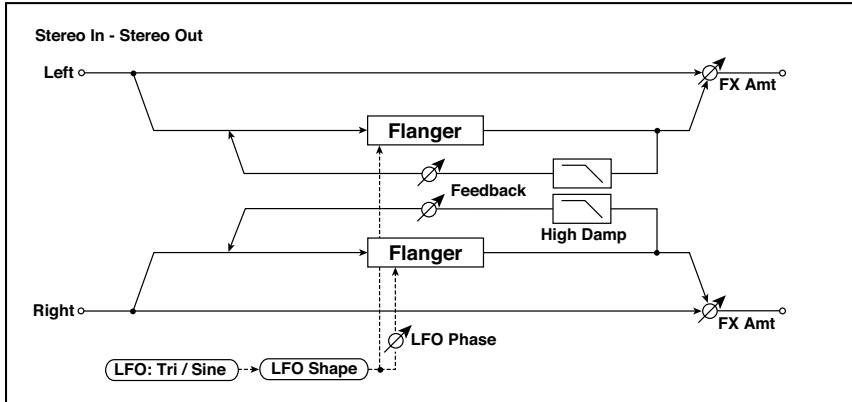 Stereo In - Stereo Out
Left
FX Amt
Flanger
Feedback
High Damp
Flanger
Right
FX Amt
LFO Phase
LFO: Tri / Sine
LFO Shape